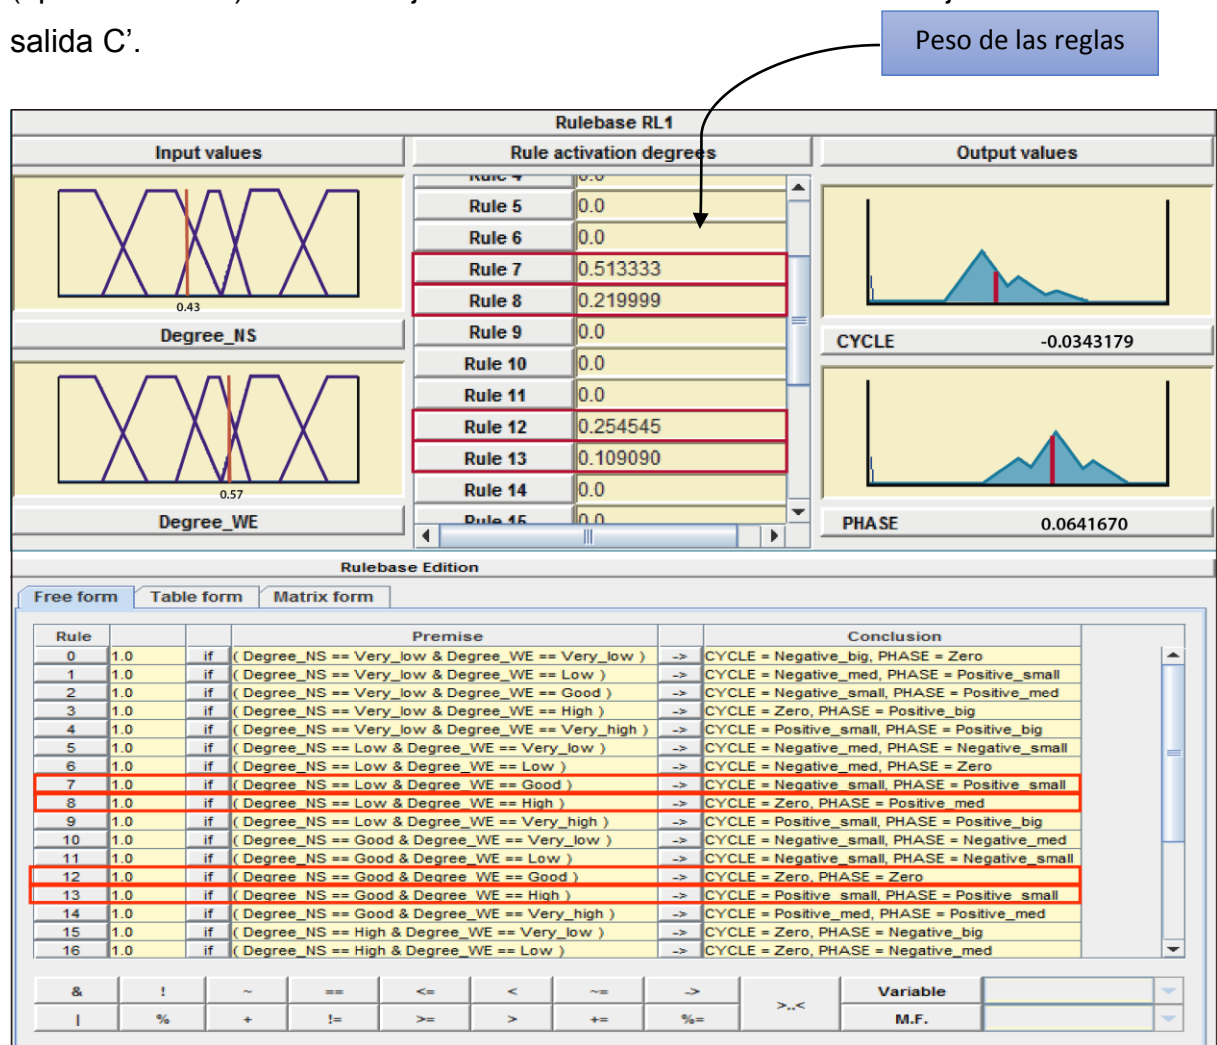 salida C’.
Peso de las reglas
Rulebase RL1
Input values
Rule activation degrees
Output values
0.43
Degree_NS
0.57
Degree_WE
Rule 4 0.0
Rule 5 0.0
Rule 6 0.0
Rule 7 0.513333
Rule 8 0.219999
Rule 9 0.0
Rule 10 0.0
Rule 11 0.0
Rule 12 0.254545
Rule 13 0.109090
Rule 14 0.0
Rule 15 0.0
CYCLE -0.0343179
PHASE 0.0641670
Rulebase Edition
Free form Table form Matrix form
Rule Premise Conclusion
0 1.0 if ( Degree_NS == Very_low & Degree_WE == Very_low ) -> CYCLE = Negative_big, PHASE = Zero
1 1.0 if ( Degree_NS == Very_low & Degree_WE == Low ) -> CYCLE = Negative_med, PHASE = Positive_small
2 1.0 if ( Degree_NS == Very_low & Degree_WE == Good ) -> CYCLE = Negative_small, PHASE = Positive_med
3 1.0 if ( Degree_NS == Very_low & Degree_WE == High ) -> CYCLE = Zero, PHASE = Positive_big
4 1.0 if ( Degree_NS == Very_low & Degree_WE == Very_high ) -> CYCLE = Positive_small, PHASE = Positive_big
5 1.0 if ( Degree_NS == Low & Degree_WE == Very_low ) -> CYCLE = Negative_med, PHASE = Negative_small
6 1.0 if ( Degree_NS == Low & Degree_WE == Low ) -> CYCLE = Negative_med, PHASE = Zero
7 1.0 if ( Degree_NS == Low & Degree_WE == Good ) -> CYCLE = Negative_small, PHASE = Positive_small
8 1.0 if ( Degree_NS == Low & Degree_WE == High ) -> CYCLE = Zero, PHASE = Positive_med
9 1.0 if ( Degree_NS == Low & Degree_WE == Very_high ) -> CYCLE = Positive_small, PHASE = Positive_big
10 1.0 if ( Degree_NS == Good & Degree_WE == Very_low ) -> CYCLE = Negative_small, PHASE = Negative_med
11 1.0 if ( Degree_NS == Good & Degree_WE == Low ) -> CYCLE = Negative_small, PHASE = Negative_small
12 1.0 if ( Degree_NS == Good & Degree_WE == Good ) -> CYCLE = Zero, PHASE = Zero
13 1.0 if ( Degree_NS == Good & Degree_WE == High ) -> CYCLE = Positive_small, PHASE = Positive_small
14 1.0 if ( Degree_NS == Good & Degree_WE == Very_high ) -> CYCLE = Positive_med, PHASE = Positive_med
15 1.0 if ( Degree_NS == High & Degree_WE == Very_low ) -> CYCLE = Zero, PHASE = Negative_big
16 1.0 if ( Degree_NS == High & Degree_WE == Low ) -> CYCLE = Zero, PHASE = Negative_med
& ! ~ == <= < ~= -> >..< Variable
| % + != >= > += %= M.F.